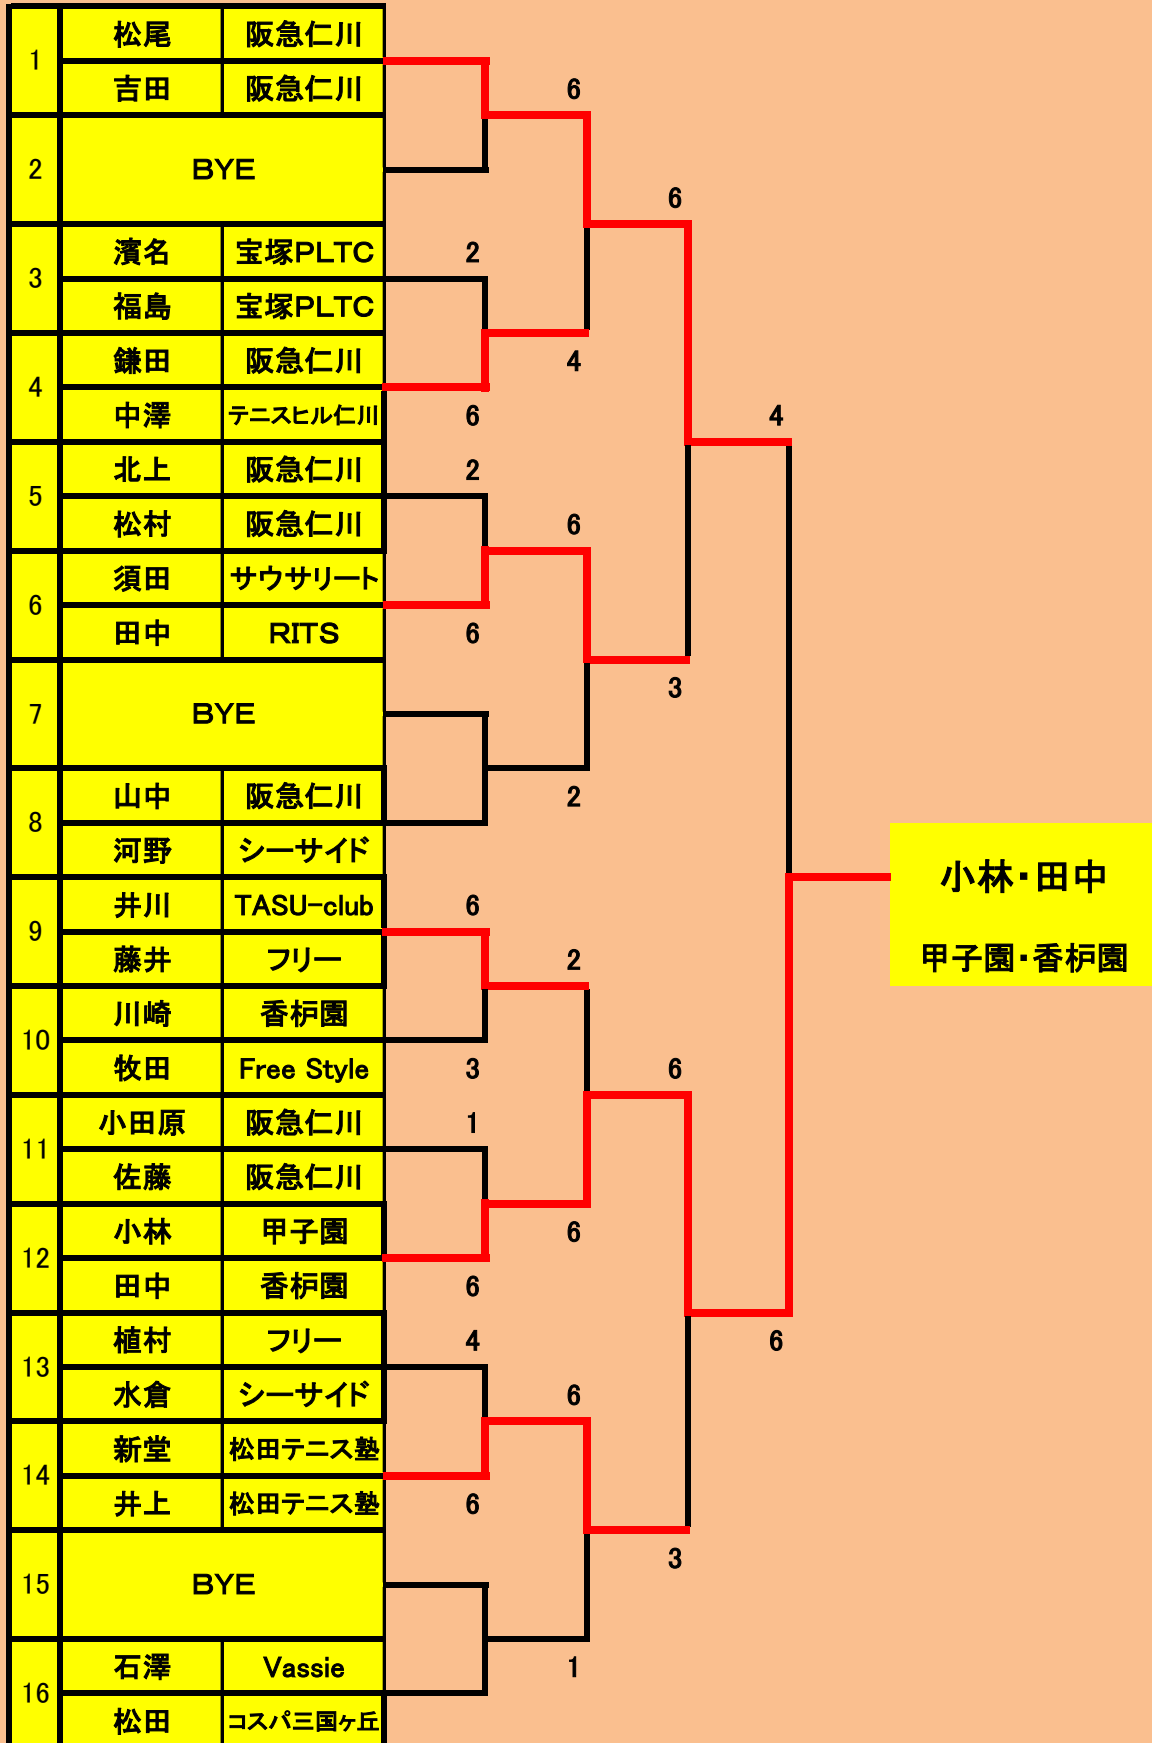 1 松尾 阪急仁川
吉田 阪急仁川
6
2 BYE
6
3 濱名 宝塚PLTC 2
福島 宝塚PLTC
4 鎌田 阪急仁川 4
中澤 テニスヒル仁川 6 4
5 北上 阪急仁川 2
松村 阪急仁川 6
6 須田 サウサリート
田中 RITS 6
3
7 BYE
8 山中 阪急仁川 2
河野 シーサイド
小林・田中
9 井川 TASU-club 6
藤井 フリー 2
甲子園・香枦園
10 川崎 香枦園
牧田 Free Style 3 6
11 小田原 阪急仁川 1
佐藤 阪急仁川
12 小林 甲子園 6
田中 香枦園 6
13 植村 フリー 4 6
水倉 シーサイド 6
14 新堂 松田テニス塾
井上 松田テニス塾 6
3
15 BYE
16 石澤 Vassie 1
松田 コスパ三国ヶ丘